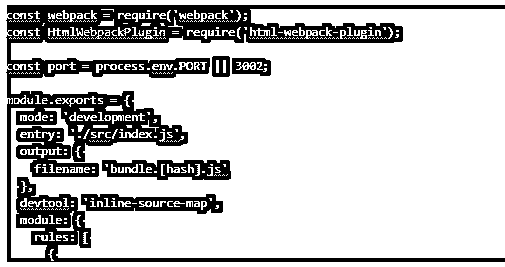 const webpack = require('webpack');
const HtmlWebpackPlugin = require('html-webpack-plugin');
const port = process.env.PORT || 3002;
module.exports = {
mode: 'development',
entry: './src/index.js',
output: {
filename: 'bundle.[hash].js'
},
devtool: 'inline-source-map',
module: {
rules: [
{